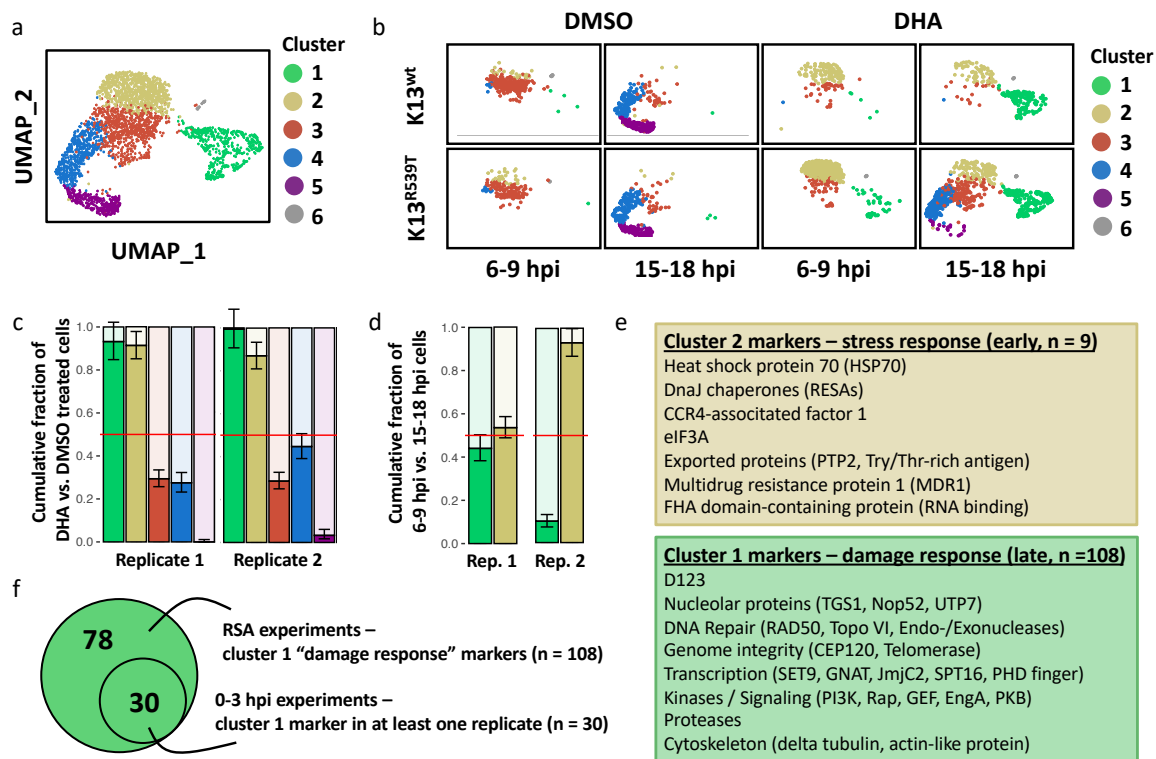 a
UMAP_2
UMAP_1
Cluster
1
2
3
4
5
6
b
DMSO
DHA
K13wt
K13R539T
6-9 hpi
15-18 hpi
6-9 hpi
15-18 hpi
Cluster
1
2
3
4
5
6
c
Cumulative fraction of
DHA vs. DMSO treated cells
1.0
0.8
0.6
0.4
0.2
0.0
Replicate 1
Replicate 2
d
Cumulative fraction of
6-9 hpi vs. 15-18 hpi cells
1.0
0.8
0.6
0.4
0.2
0.0
Rep. 1
Rep. 2
e
Cluster 2 markers – stress response (early, n = 9)
Heat shock protein 70 (HSP70)
DnaJ chaperones (RESAs)
CCR4-associtated factor 1
eIF3A
Exported proteins (PTP2, Try/Thr-rich antigen)
Multidrug resistance protein 1 (MDR1)
FHA domain-containing protein (RNA binding)
Cluster 1 markers – damage response (late, n =108)
D123
Nucleolar proteins (TGS1, Nop52, UTP7)
DNA Repair (RAD50, Topo VI, Endo-/Exonucleases)
Genome integrity (CEP120, Telomerase)
Transcription (SET9, GNAT, JmjC2, SPT16, PHD finger)
Kinases / Signaling (PI3K, Rap, GEF, EngA, PKB)
Proteases
Cytoskeleton (delta tubulin, actin-like protein)
f
78
30
RSA experiments –
cluster 1 “damage response” markers (n = 108)
0-3 hpi experiments -
cluster 1 marker in at least one replicate (n = 30)